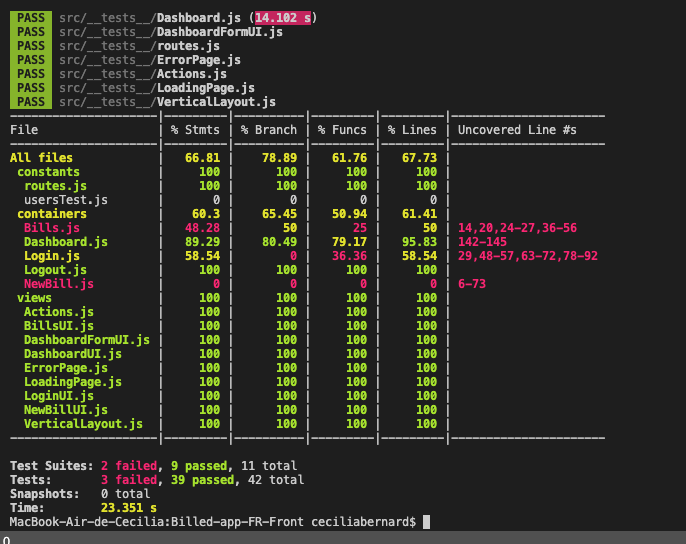 PASS src/__tests__/Dashboard.js (14.102 s)
PASS src/__tests__/DashboardFormUI.js
PASS src/__tests__/routes.js
PASS src/__tests__/ErrorPage.js
PASS src/__tests__/Actions.js
PASS src/__tests__/LoadingPage.js
PASS src/__tests__/VerticalLayout.js
File | % Stmts | % Branch | % Funcs | % Lines | Uncovered Line #s
All files | 66.81 | 78.89 | 61.76 | 67.73 |
constants | 100 | 100 | 100 | 100 |
routes.js | 100 | 100 | 100 | 100 |
usersTest.js | 0 | 0 | 0 | 0 |
containers | 60.3 | 65.45 | 50.94 | 61.41 |
Bills.js | 48.28 | 50 | 25 | 50 | 14,20,24-27,36-56
Dashboard.js | 89.29 | 80.49 | 79.17 | 95.83 | 142-145
Login.js | 58.54 | 0 | 36.36 | 58.54 | 29,48-57,63-72,78-92
Logout.js | 100 | 100 | 100 | 100 |
NewBill.js | 0 | 0 | 0 | 0 | 6-73
views | 100 | 100 | 100 | 100 |
Actions.js | 100 | 100 | 100 | 100 |
BillsUI.js | 100 | 100 | 100 | 100 |
DashboardFormUI.js | 100 | 100 | 100 | 100 |
DashboardUI.js | 100 | 100 | 100 | 100 |
ErrorPage.js | 100 | 100 | 100 | 100 |
LoadingPage.js | 100 | 100 | 100 | 100 |
LoginUI.js | 100 | 100 | 100 | 100 |
NewBillUI.js | 100 | 100 | 100 | 100 |
VerticalLayout.js | 100 | 100 | 100 | 100 |
Test Suites: 2 failed, 9 passed, 11 total
Tests: 3 failed, 39 passed, 42 total
Snapshots: 0 total
Time: 23.351 s
MacBook-Air-de-Cecilia:Billed-app-FR-Front ceciliabernard$